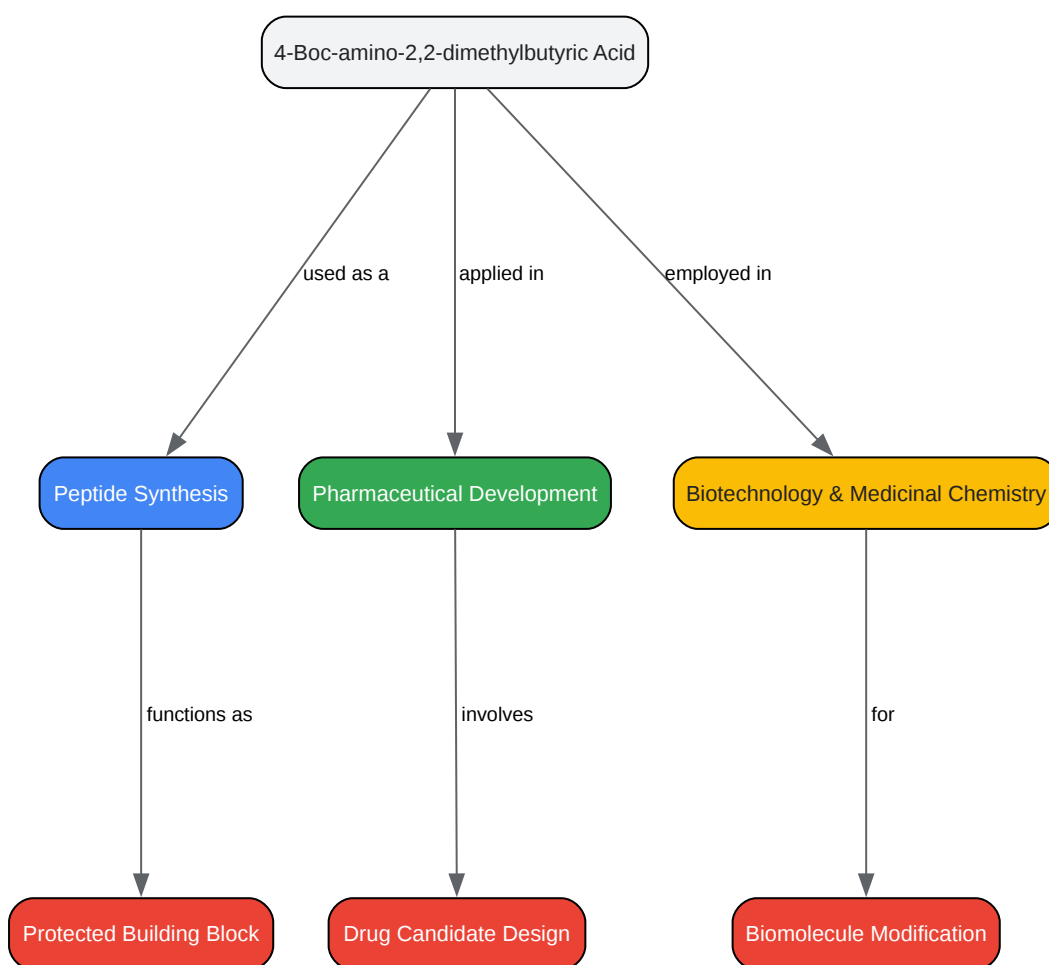 4-Boc-amino-2,2-dimethylbutyric Acid
used as a
applied in
employed in
Peptide Synthesis
Pharmaceutical Development
Biotechnology & Medicinal Chemistry
functions as
involves
for
Protected Building Block
Drug Candidate Design
Biomolecule Modification